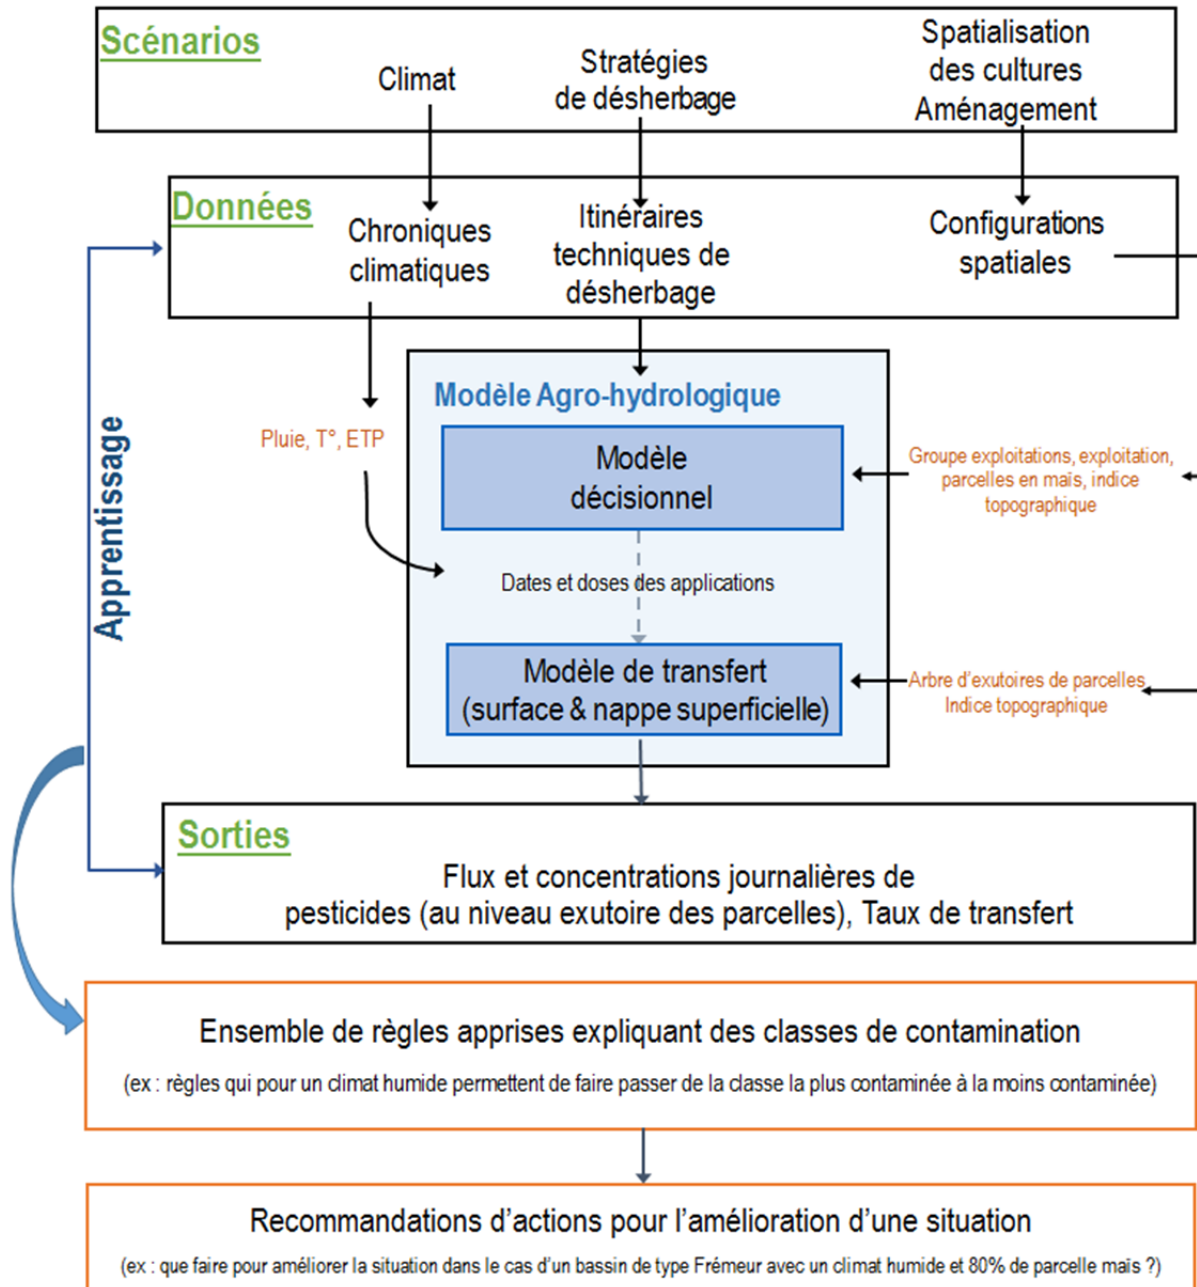 Scénarios
Climat
Stratégies
de désherbage
Spatialisation
des cultures
Aménagement
Données
Chroniques
climatiques
Itinéraires
techniques de
désherbage
Configurations
spatiales
Apprentissage
Modèle Agro-hydrologique
Pluie, T°, ETP
Modèle
décisionnel
Groupe exploitations, exploitation,
parcelles en maïs, indice
topographique
Dates et doses des applications
Modèle de transfert
(surface & nappe superficielle)
Arbre d'exutoires de parcelles
Indice topographique
Sorties
Flux et concentrations journalières de
pesticides (au niveau exutoire des parcelles), Taux de transfert
Ensemble de règles apprises expliquant des classes de contamination
(ex : règles qui pour un climat humide permettent de faire passer de la classe la plus contaminée à la moins contaminée)
Recommandations d'actions pour l'amélioration d'une situation
(ex : que faire pour améliorer la situation dans le cas d'un bassin de type Frémeur avec un climat humide et 80% de parcelle maïs ?)